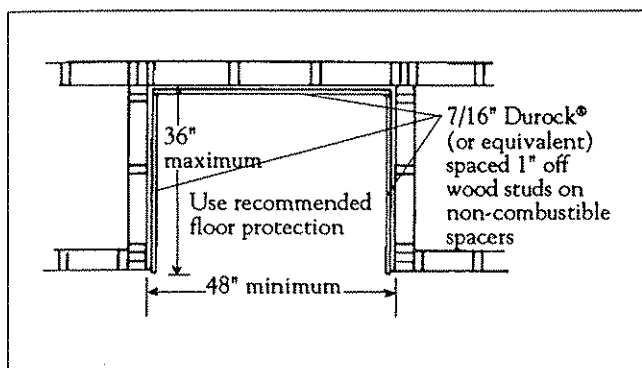 36"
maximum
Use recommended
floor protection
48" minimum
7/16" Durock®
(or equivalent)
spaced 1" off
wood studs on
non-combustible
spacers